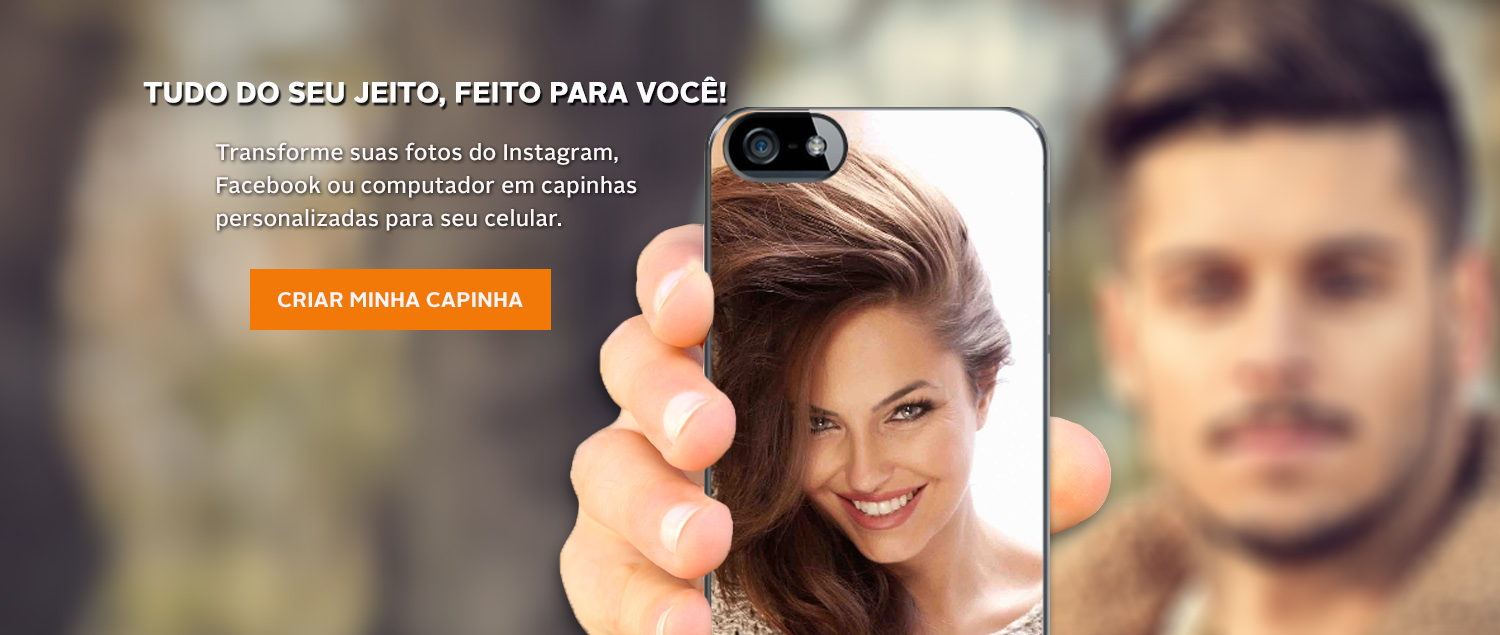 TUDO DO SEU JEITO, FEITO PARA VOCÊ!
Transforme suas fotos do Instagram,
Facebook ou computador em capinhas
personalizadas para seu celular.
CRIAR MINHA CAPINHA